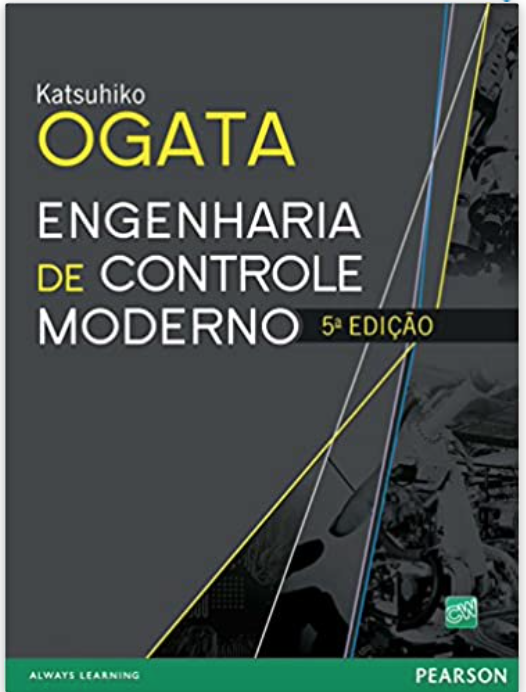 Katsuhiko
OGATA
ENGENHARIA
DE CONTROLE
MODERNO 5ª EDIÇÃO
CW
ALWAYS LEARNING PEARSON